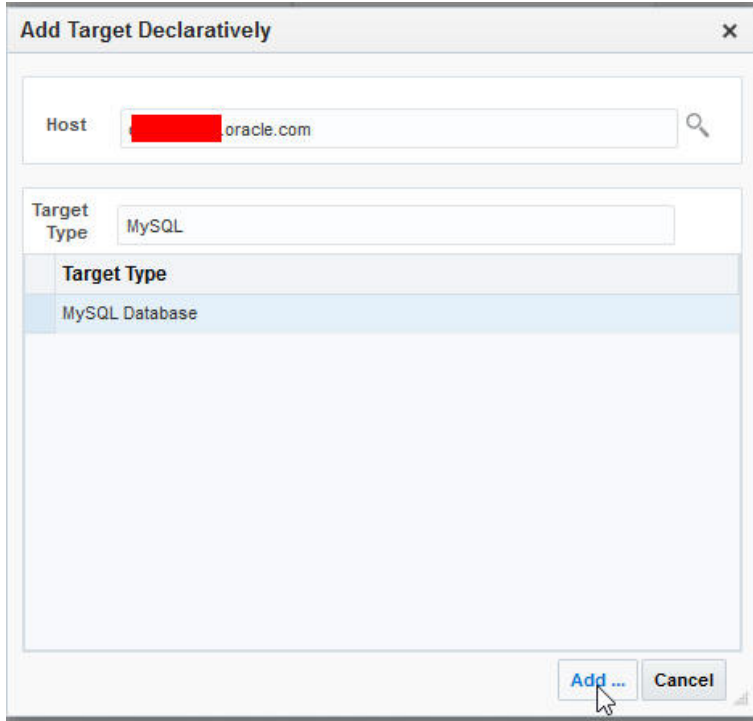 Add Target Declaratively
Host
.oracle.com
Target
Type
MySQL
Target Type
MySQL Database
Add ...
Cancel